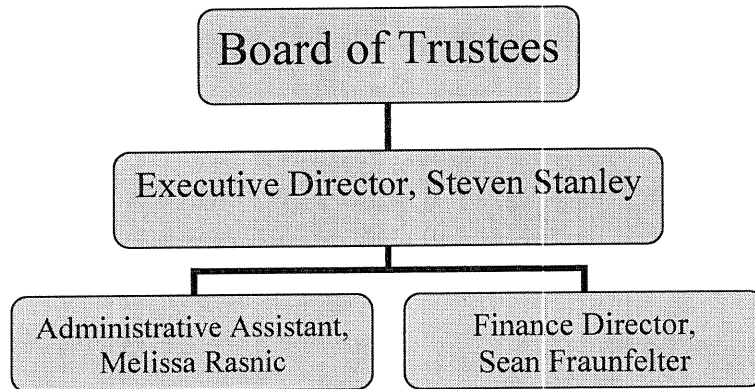 Board of Trustees
Executive Director, Steven Stanley
Administrative Assistant,
Melissa Rasnic
Finance Director,
Sean Fraunfelter